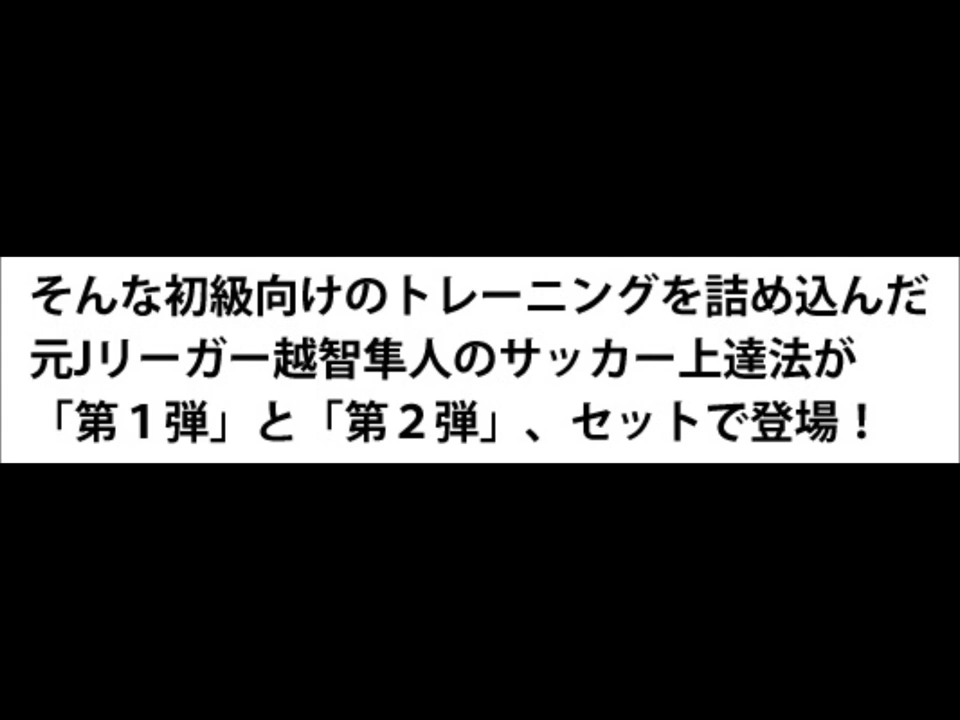 そんな初級向けのトレーニングを詰め込んだ
元Jリーガー越智隼人のサッカー上達法が
「第１弾」と「第２弾」、セットで登場！